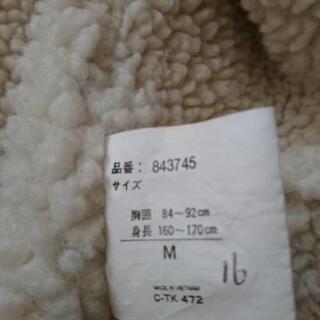 品番： 843745
サイズ
胸囲 84～92cm
身長 160～170cm
M
16
MADE IN VIETNAM
C-TK 472